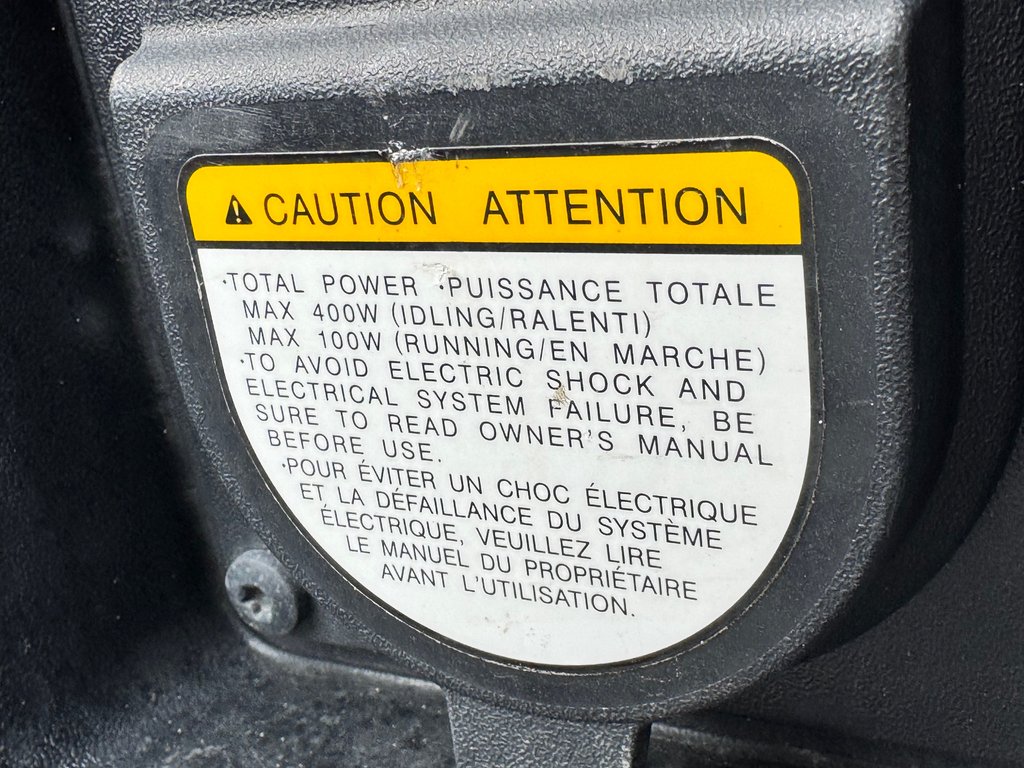 CAUTION ATTENTION
·TOTAL POWER ·PUISSANCE TOTALE
MAX 400W (IDLING/RALENTI)
MAX 100W (RUNNING/EN MARCHE)
·TO AVOID ELECTRIC SHOCK AND
ELECTRICAL SYSTEM FAILURE, BE
SURE TO READ OWNER'S MANUAL
BEFORE USE.
·POUR ÉVITER UN CHOC ÉLECTRIQUE
ET LA DÉFAILLANCE DU SYSTÈME
ÉLECTRIQUE, VEUILLEZ LIRE
LE MANUEL DU PROPRIÉTAIRE
AVANT L'UTILISATION.